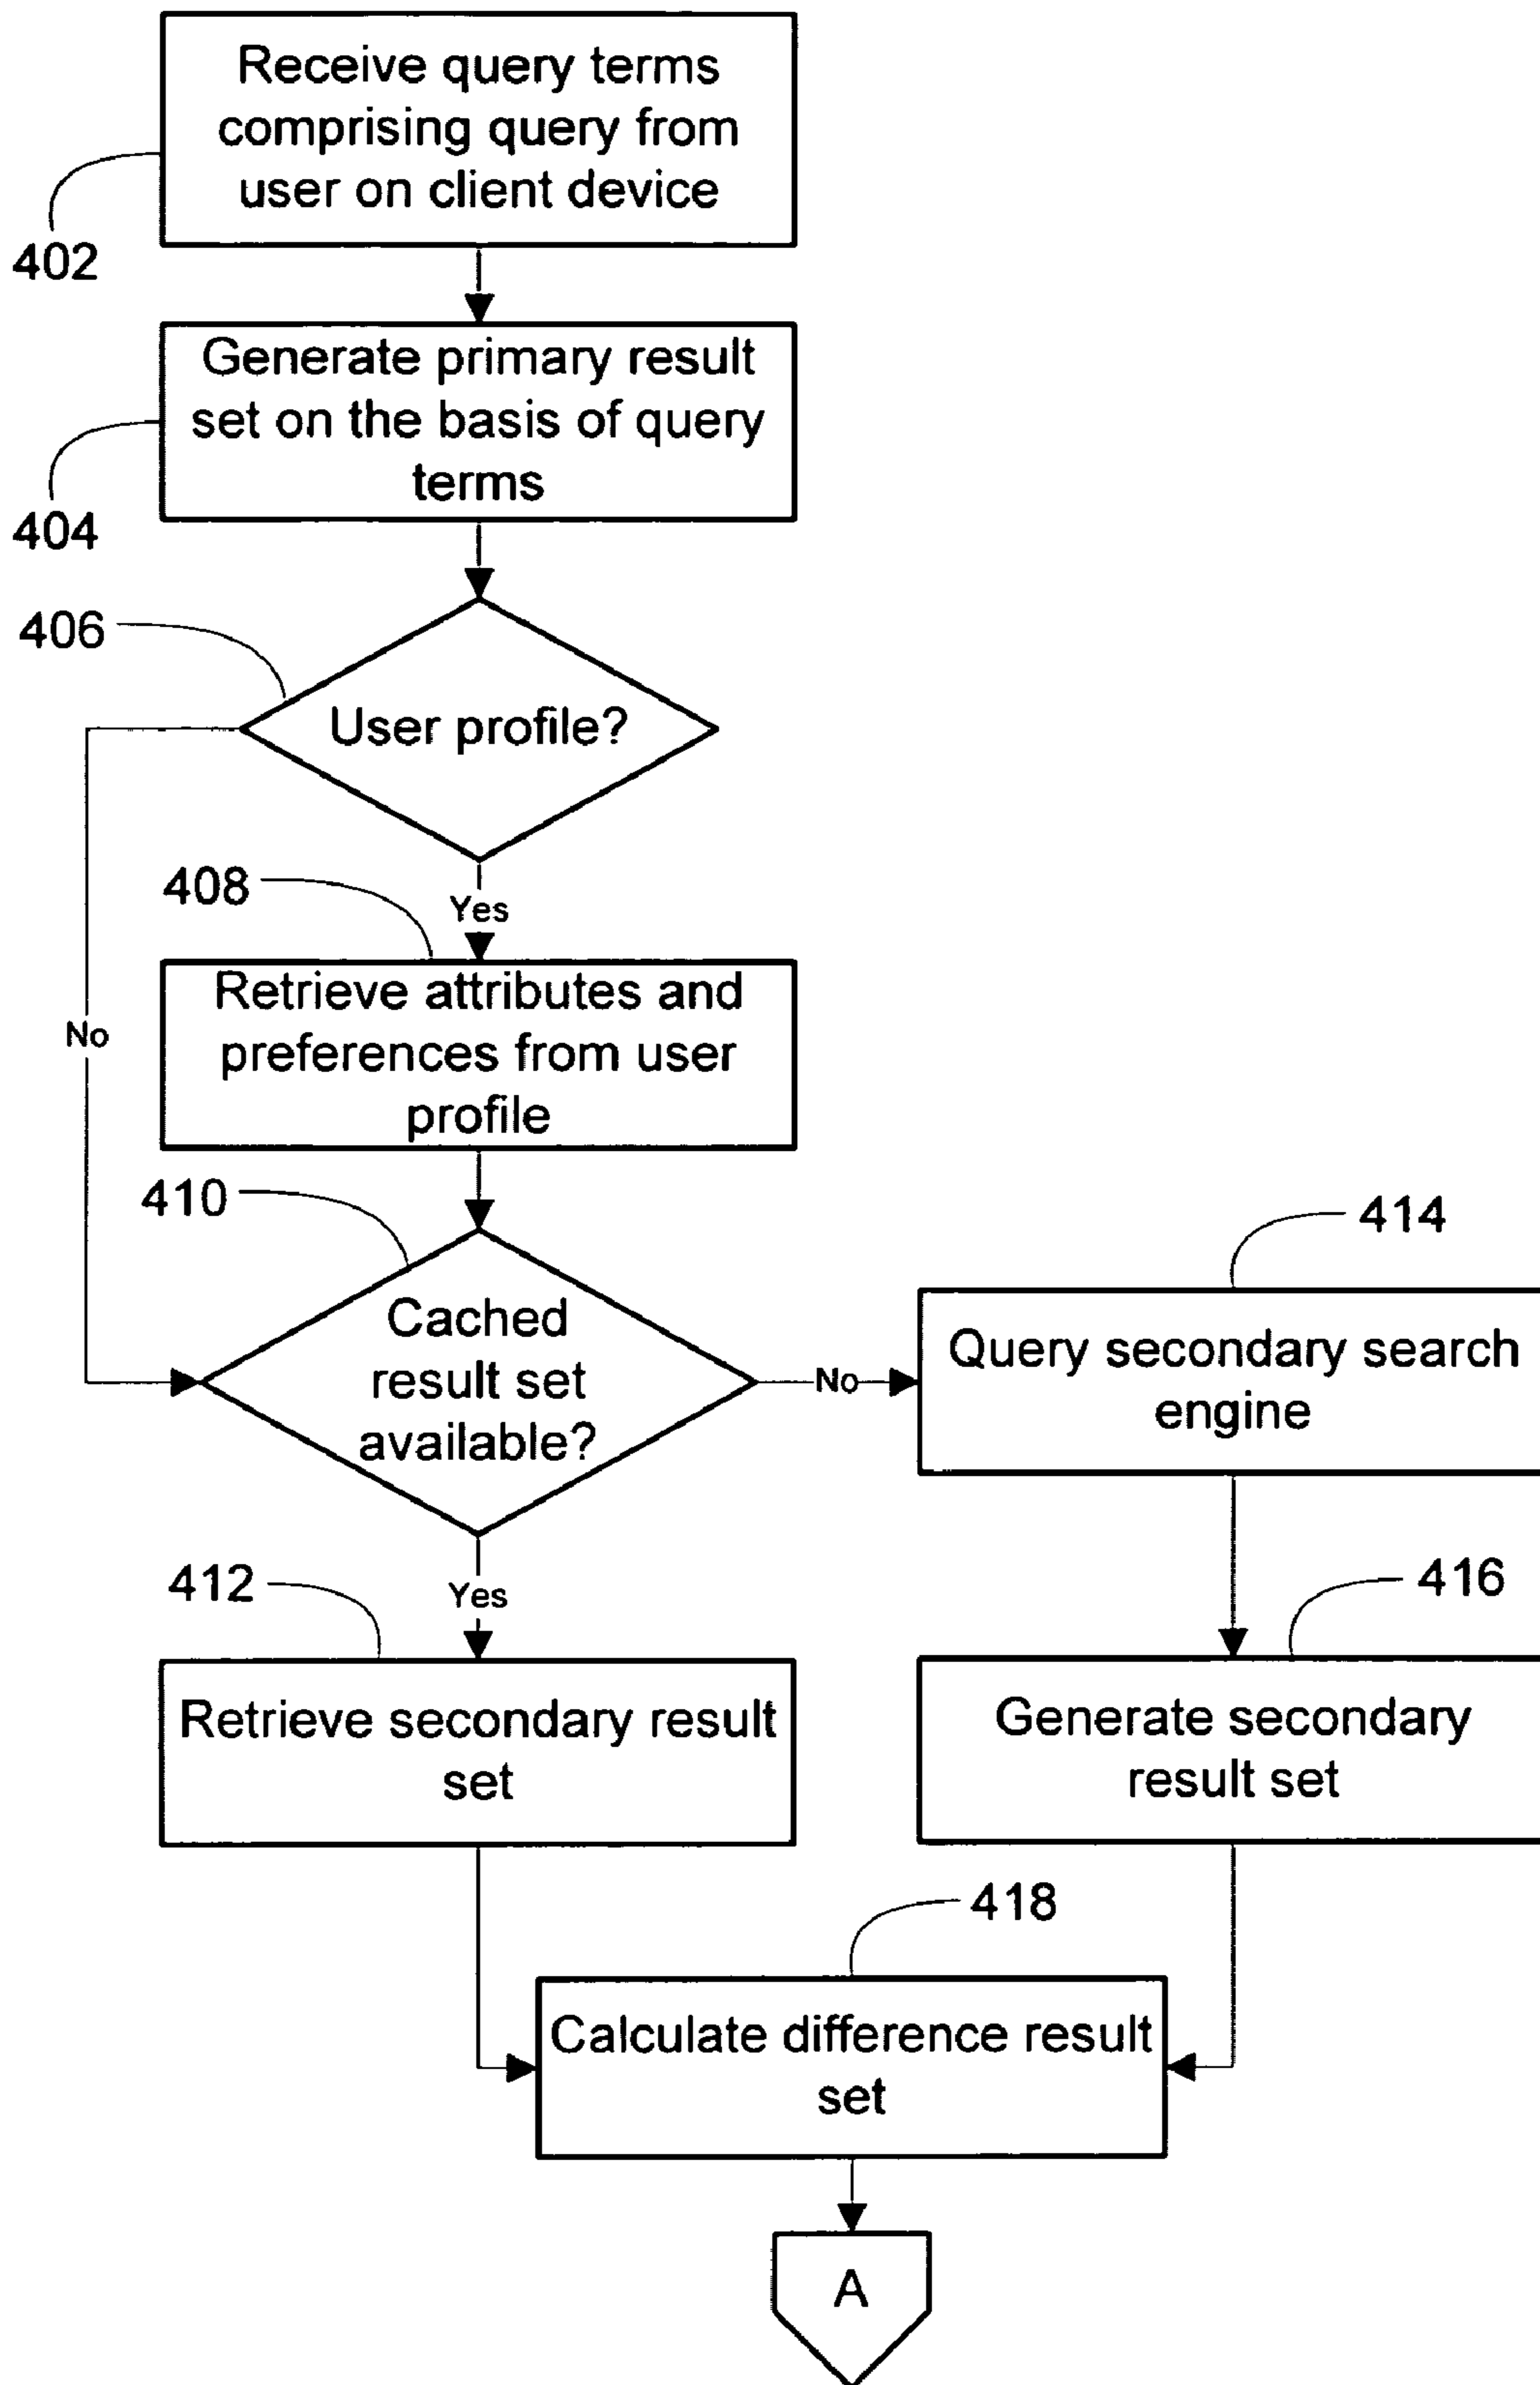 Receive query terms
comprising query from
user on client device
402
Generate primary result
set on the basis of query
terms
404
406
User profile?
408
Yes
No
Retrieve attributes and
preferences from user
profile
410
414
Cached
result set
available?
No
Query secondary search
engine
412
Yes
416
Retrieve secondary result
set
Generate secondary
result set
418
Calculate difference result
set
A